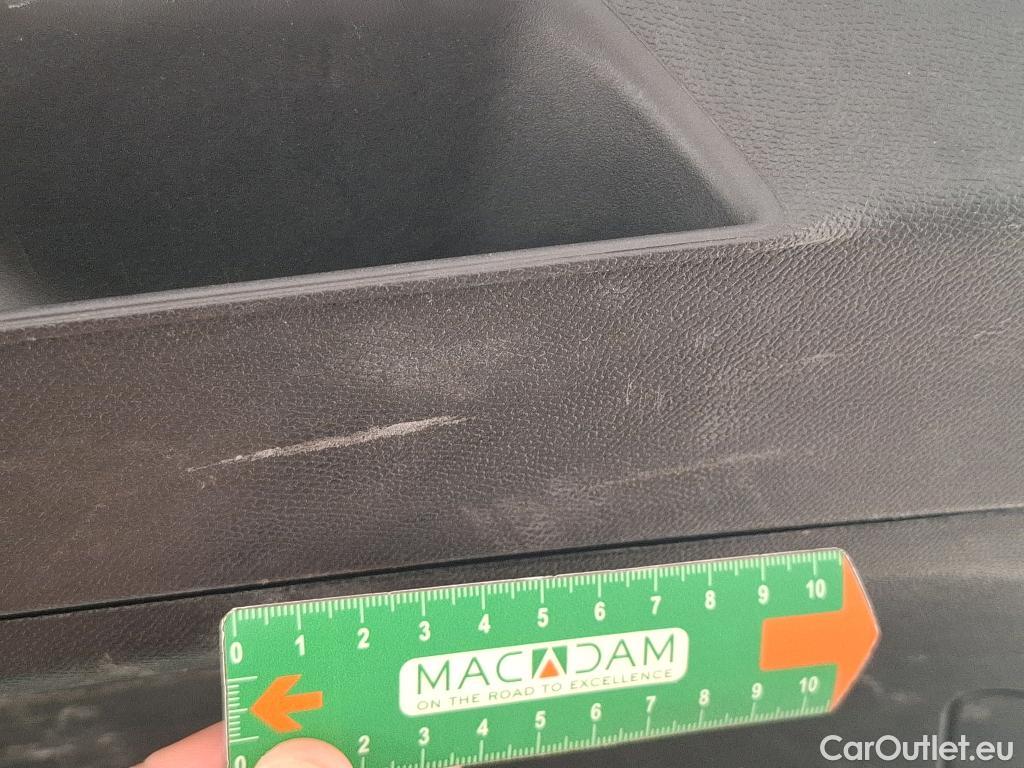 0 1 2 3 4 5 6 7 8 9 10
MACADAM
ON THE ROAD TO EXCELLENCE
0 2 3 4 5 6 7 8 9 10
CarOutlet.eu